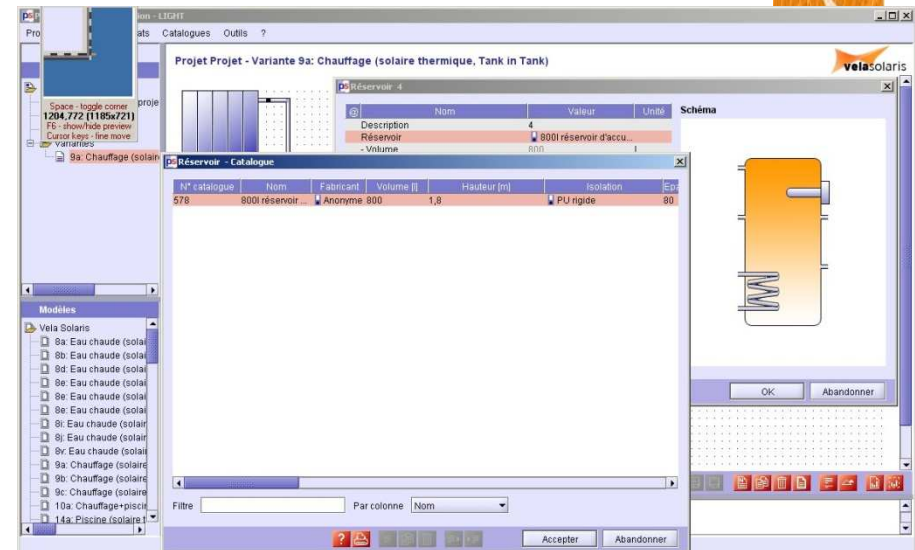 ion - LIGHT
Pro
ats Catalogues Outils ?
Space - toggle corner
1204,772 (1185x721)
F6 - show/hide preview
Cursor keys - fine move
proje
Variantes
9a: Chauffage (solaire
Projet Projet - Variante 9a: Chauffage (solaire thermique, Tank in Tank)
velasolaris
Réservoir 4
Nom Valeur Unité
Description 4
Réservoir 800l réservoir d'accu...
- Volume 800 l
Schéma
Réservoir - Catalogue
N° catalogue Nom Fabricant Volume [l] Hauteur [m] Isolation Epa
578 800l réservoir ... Anonyme 800 1,8 PU rigide 80
OK Abandonner
Modèles
Vela Solaris
8a: Eau chaude (solai
8b: Eau chaude (solai
8d: Eau chaude (solai
8e: Eau chaude (solai
8e: Eau chaude (solai
8e: Eau chaude (solai
8i: Eau chaude (solair
8j: Eau chaude (solair
8v: Eau chaude (solair
9a: Chauffage (solaire
9b: Chauffage (solaire
9c: Chauffage (solaire
10a: Chauffage+piscin
14a: Piscine (solaire t
Filtre Par colonne Nom
Accepter Abandonner